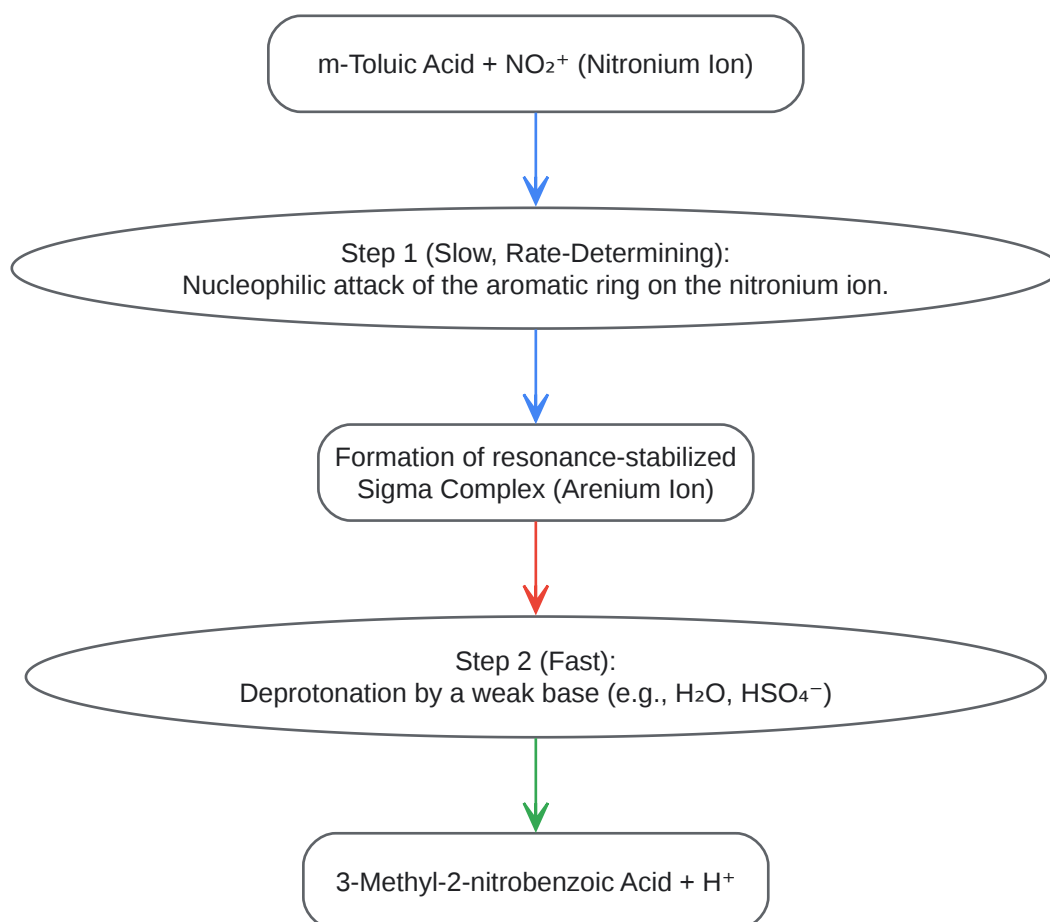 m-Toluic Acid + NO₂⁺ (Nitronium Ion)
Step 1 (Slow, Rate-Determining):
Nucleophilic attack of the aromatic ring on the nitronium ion.
Formation of resonance-stabilized
Sigma Complex (Arenium Ion)
Step 2 (Fast):
Deprotonation by a weak base (e.g., H₂O, HSO₄⁻)
3-Methyl-2-nitrobenzoic Acid + H⁺